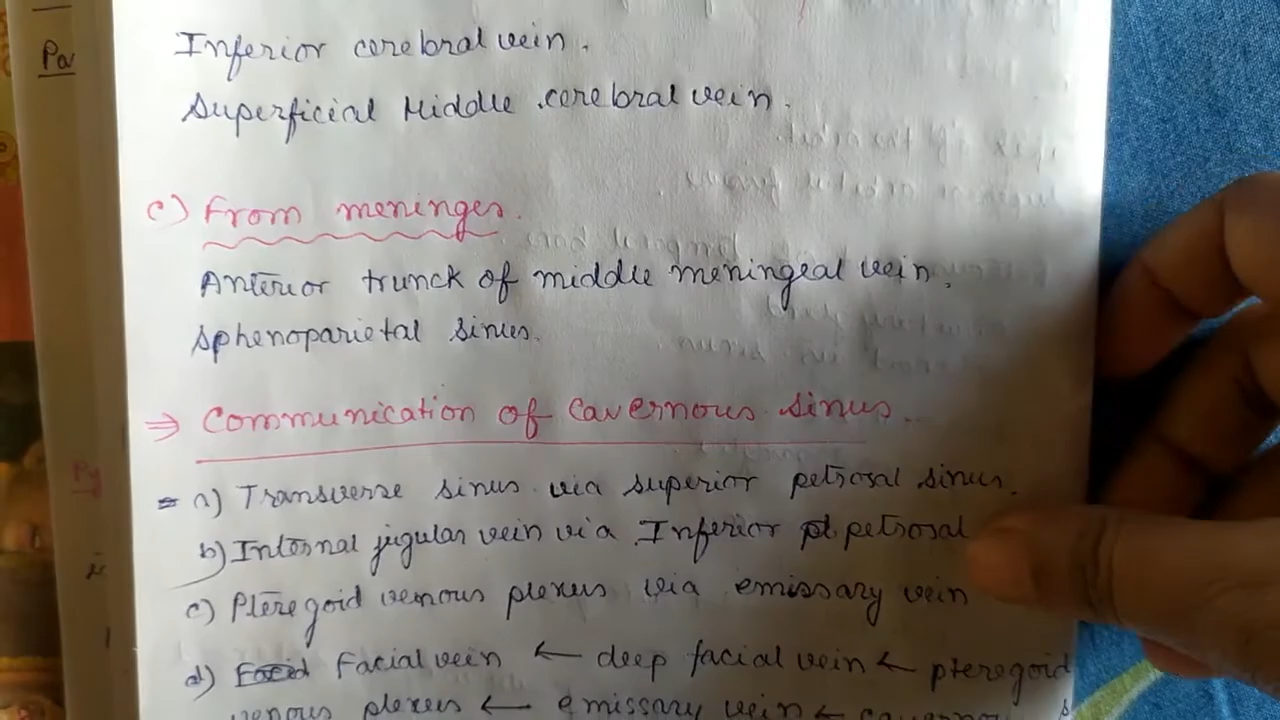 Pa
Inferior cerebral vein.
Superficial Middle cerebral vein.
c) From meninges.
Anterior trunck of middle meningeal vein.
Sphenoparietal sinus.
⇒ Communication of Cavernous sinus.
a) Transverse sinus via superior petrosal sinus.
b) Internal jugular vein via Inferior petrosal
c) Pteregoid venous plexus via emissary vein
d) Facial vein ← deep facial vein ← pteregoid
venous plexus ← emissary vein ←